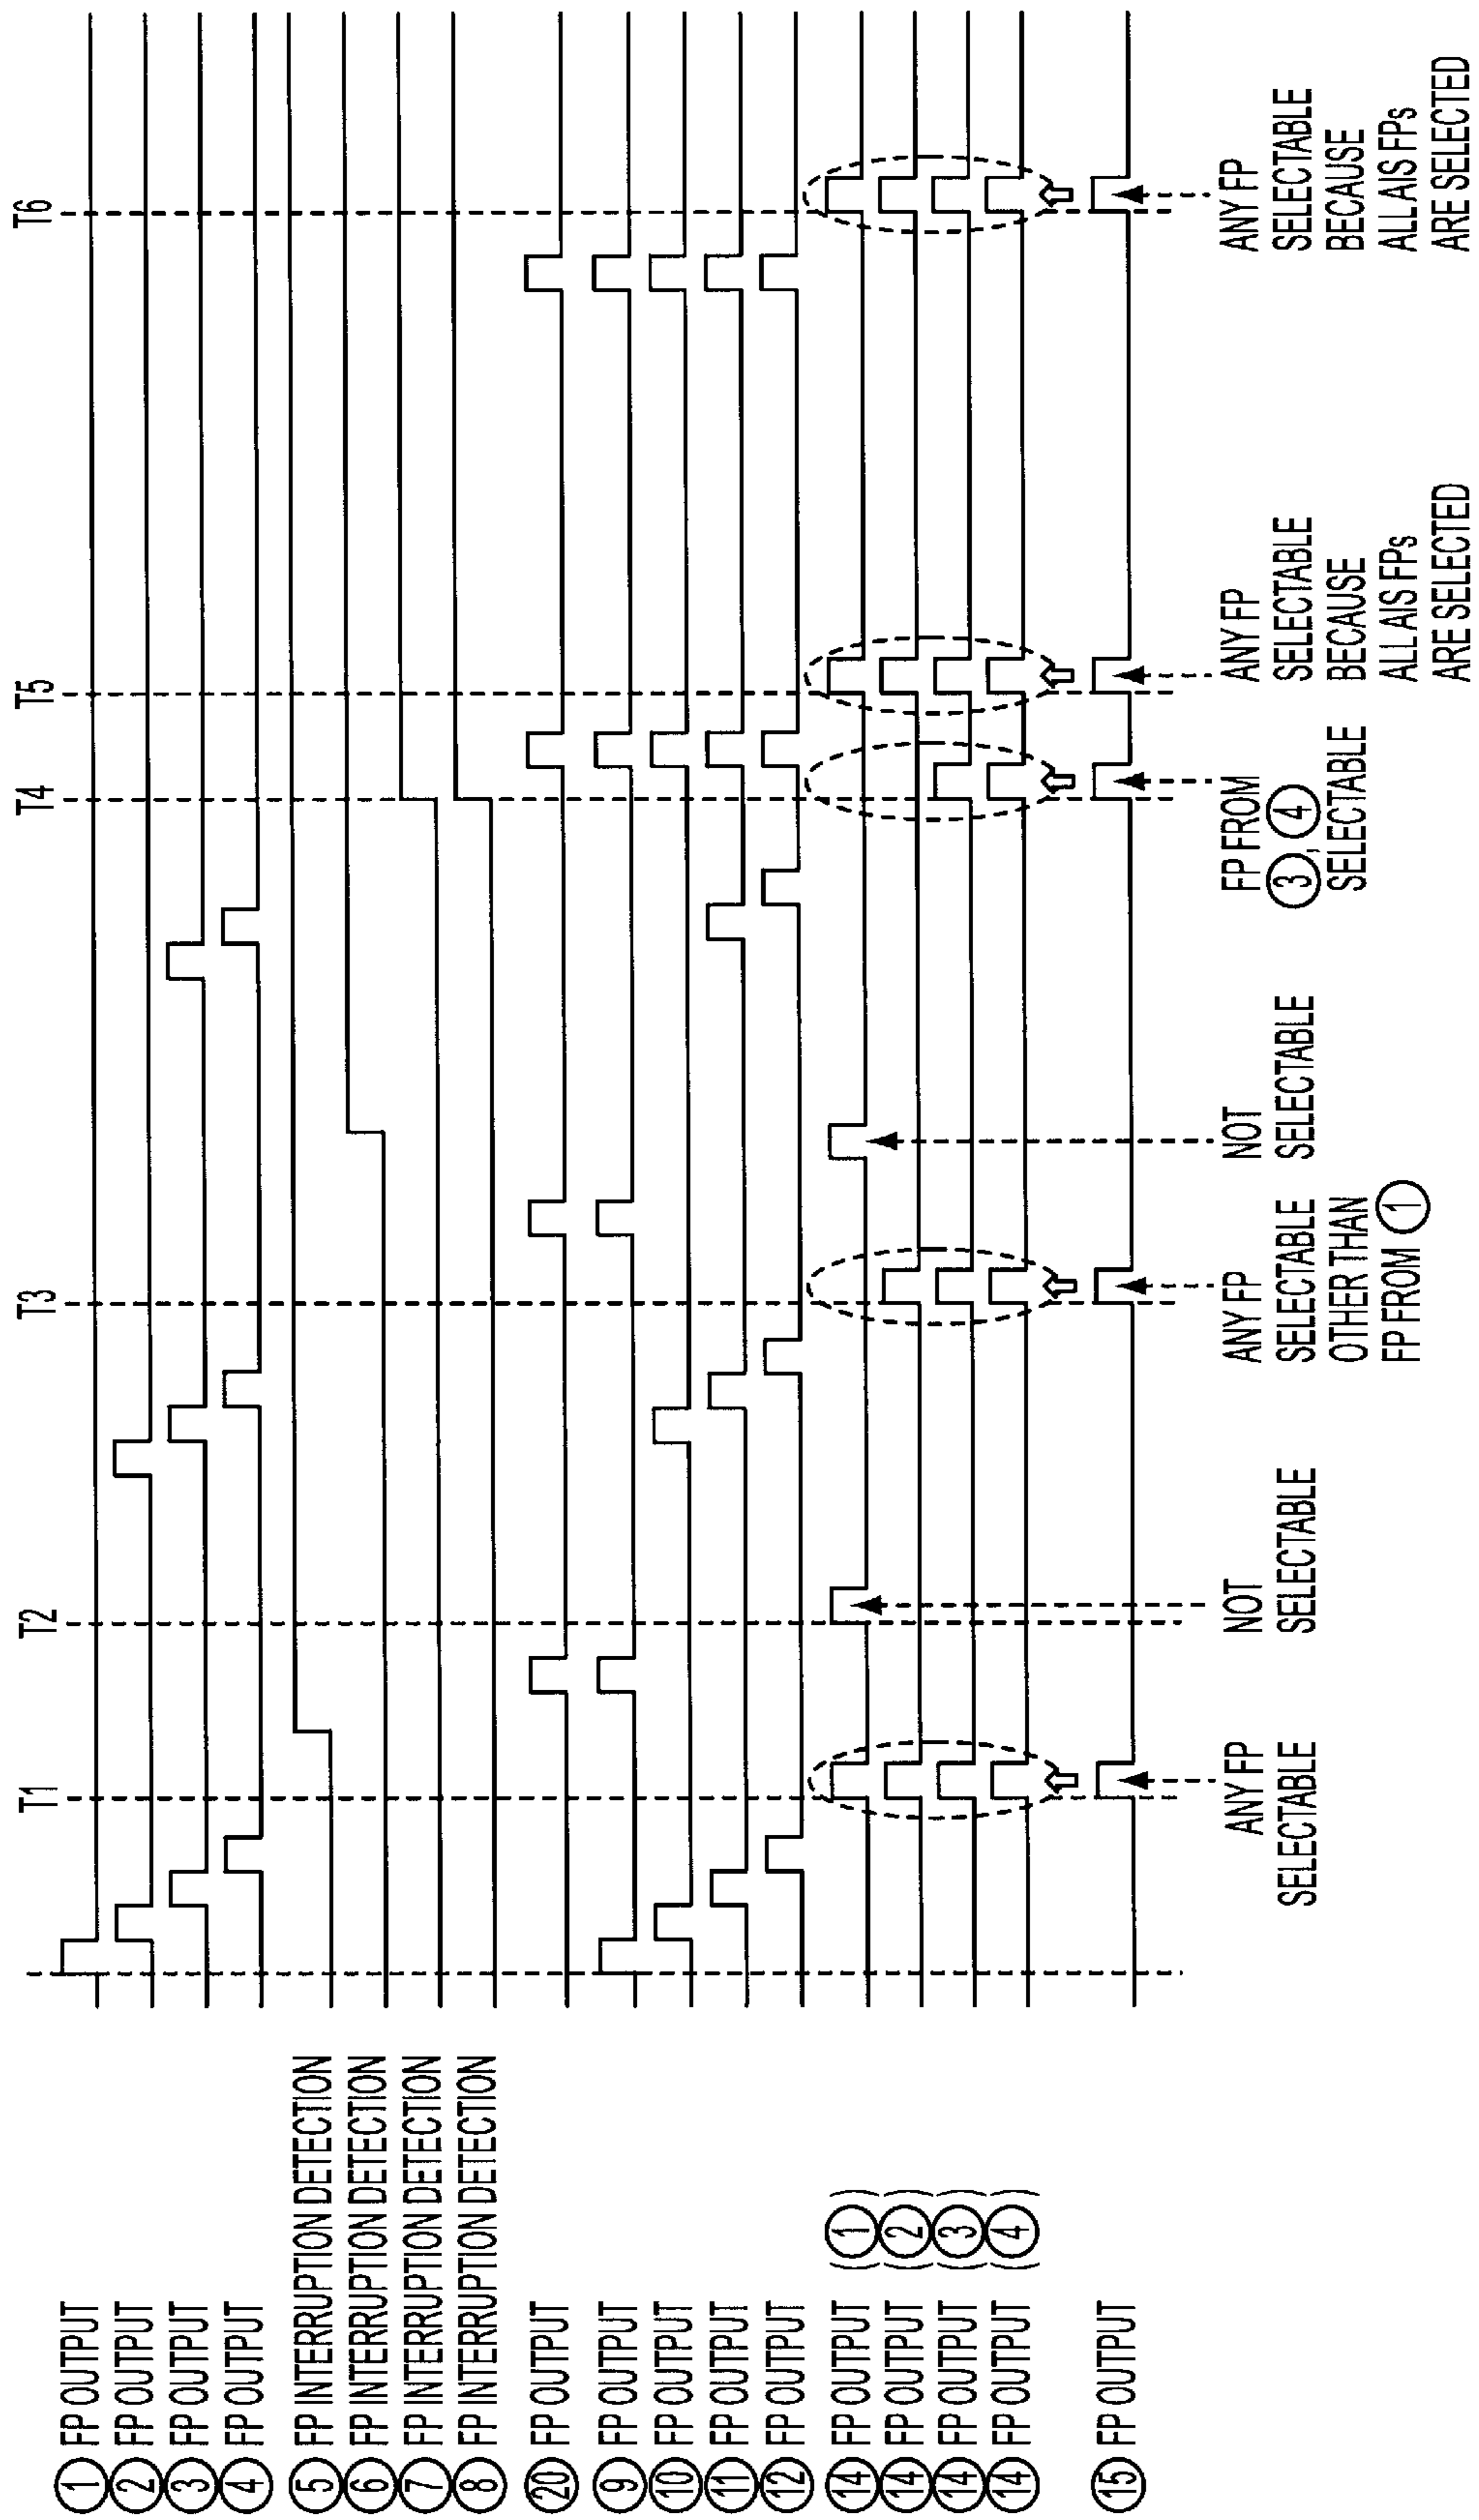 T1
T2
T3
T4
T5
T6
① FP OUTPUT
② FP OUTPUT
③ FP OUTPUT
④ FP OUTPUT
⑤ FP INTERRUPTION DETECTION
⑥ FP INTERRUPTION DETECTION
⑦ FP INTERRUPTION DETECTION
⑧ FP INTERRUPTION DETECTION
⑳ FP OUTPUT
⑨ FP OUTPUT
⑩ FP OUTPUT
⑪ FP OUTPUT
⑫ FP OUTPUT
⑭ FP OUTPUT (①)
⑭ FP OUTPUT (②)
⑭ FP OUTPUT (③)
⑭ FP OUTPUT (④)
⑮ FP OUTPUT
ANY FP
SELECTABLE
NOT
SELECTABLE
ANY FP
SELECTABLE
OTHER THAN
FP FROM ①
NOT
SELECTABLE
FP FROM
③, ④
SELECTABLE
ANY FP
SELECTABLE
BECAUSE
ALL AIS FPs
ARE SELECTED
ANY FP
SELECTABLE
BECAUSE
ALL AIS FPs
ARE SELECTED